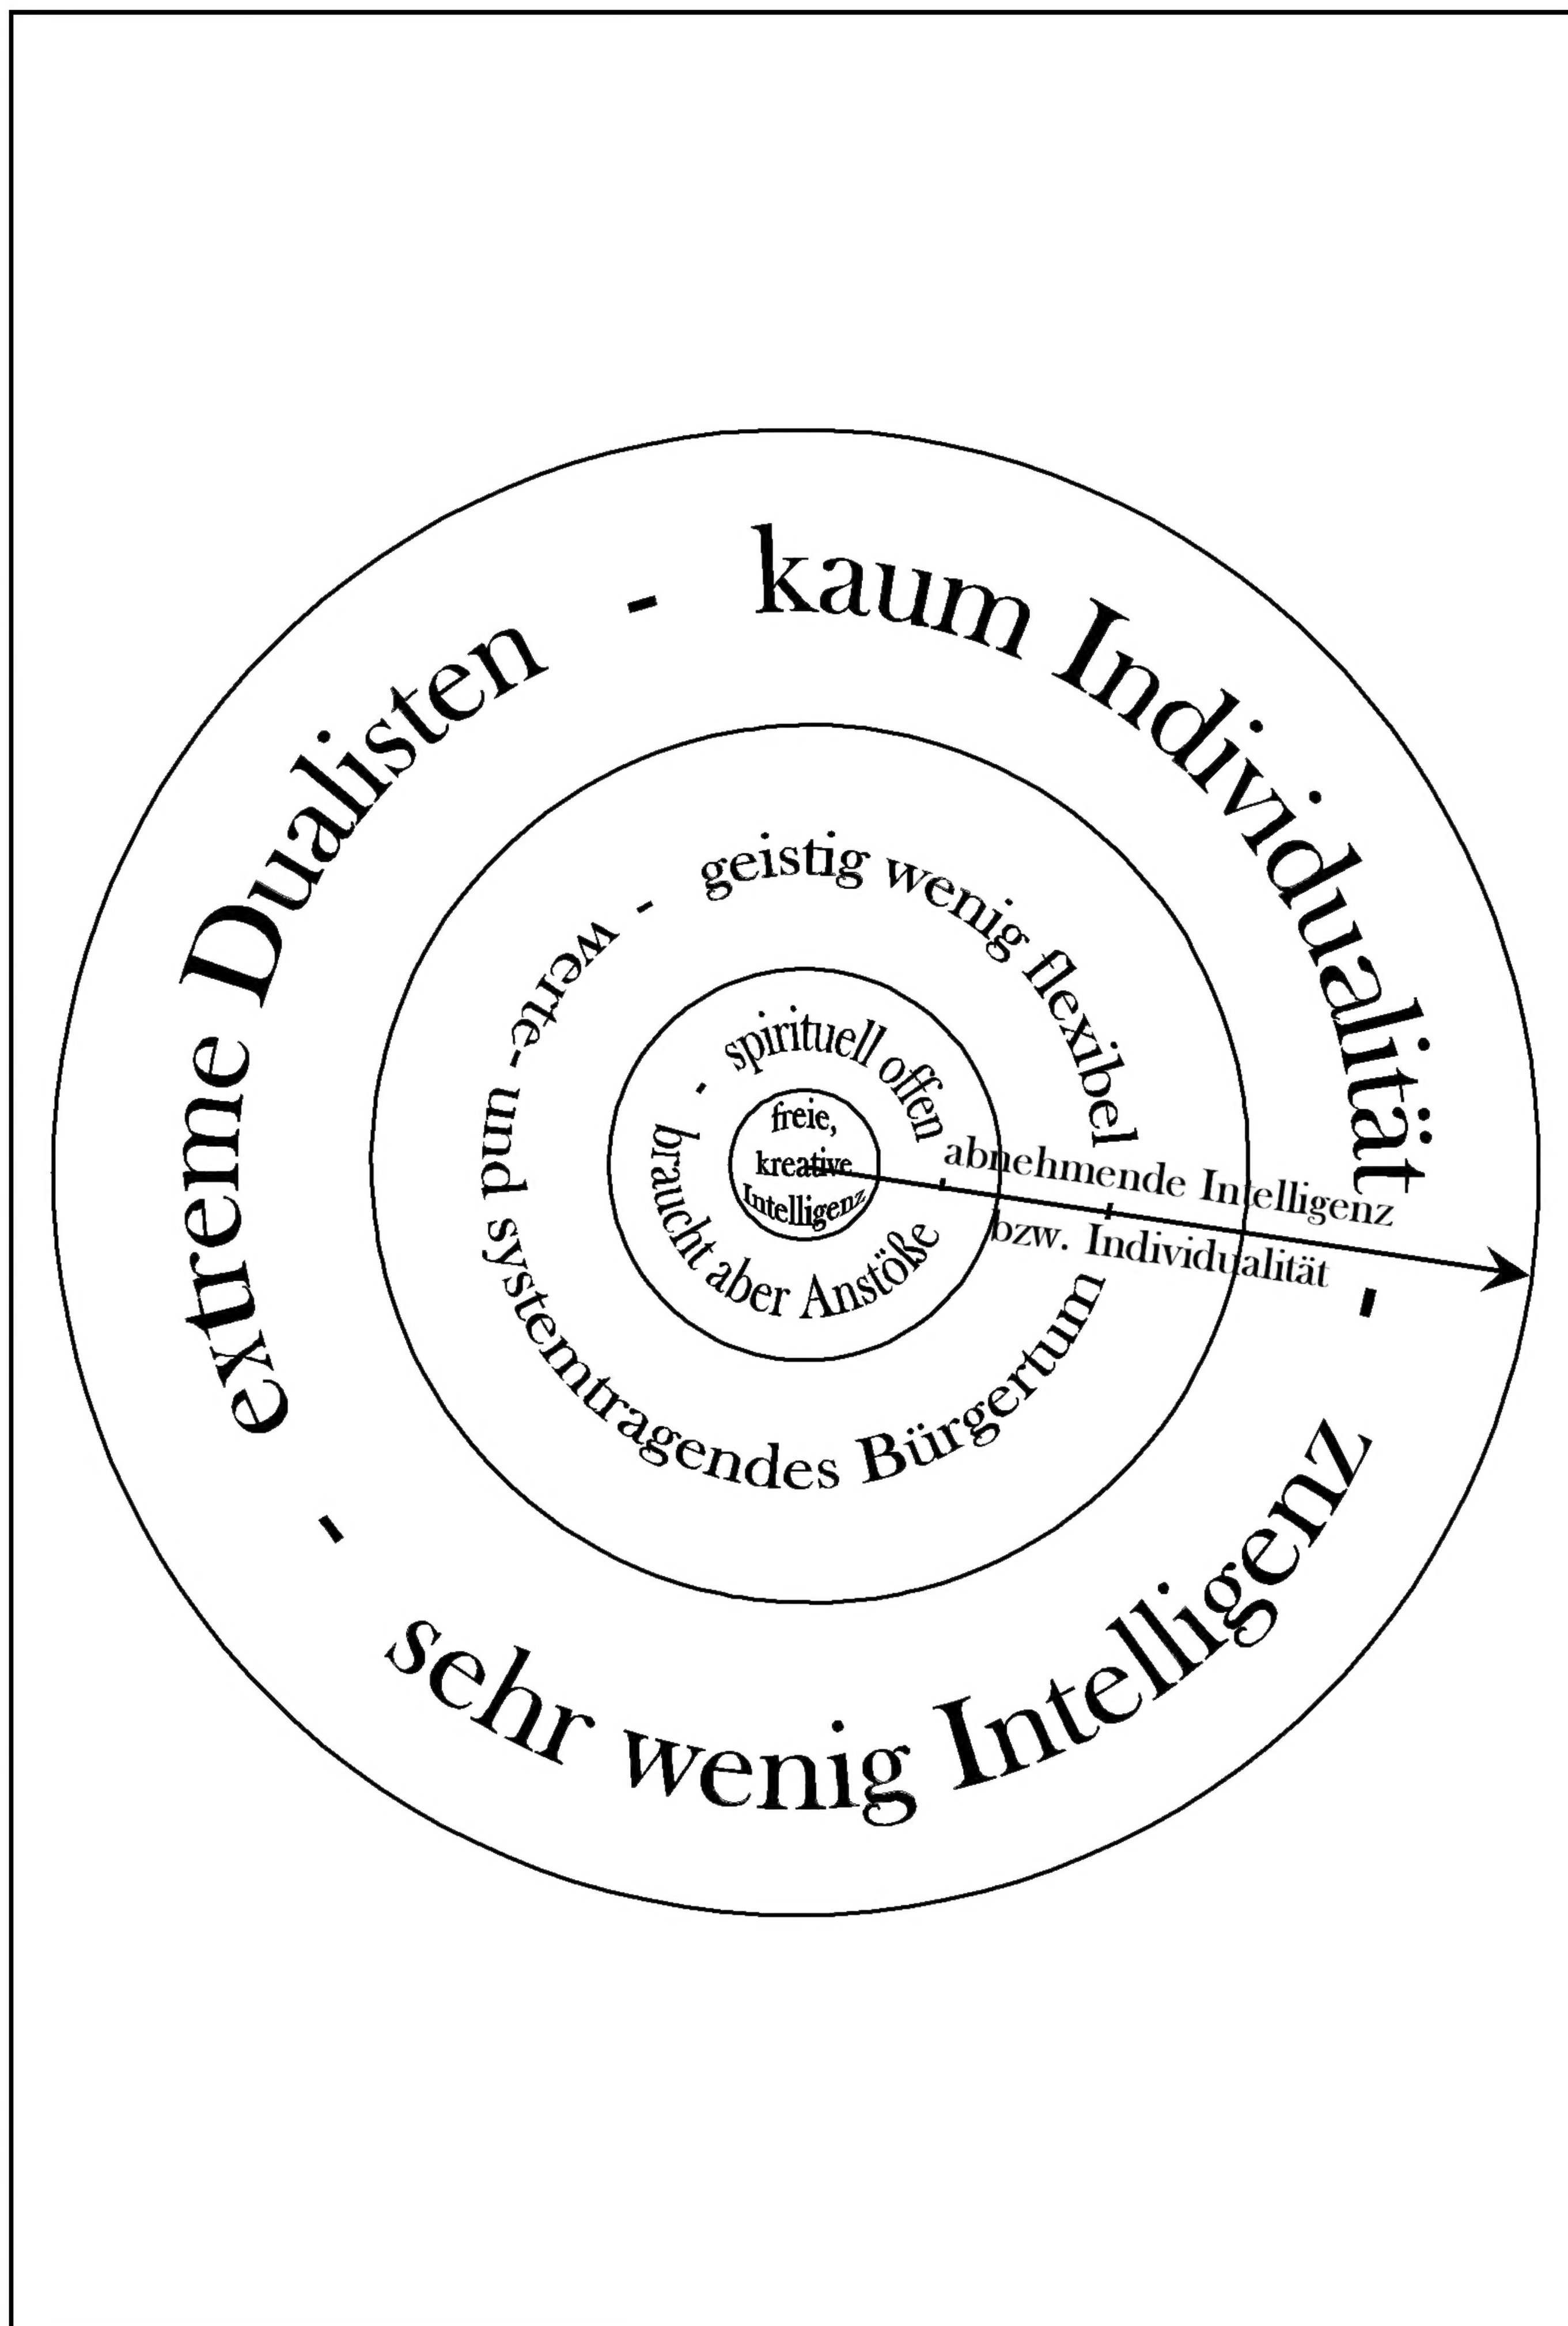 extreme Dualisten - kaum Individualität -
sehr wenig Intelligenz -
werte- und systemtragendes Bürgertum
- geistig wenig flexibel
- spirituell offen
braucht aber Anstöße
freie,
kreative
Intelligenz
abnehmende Intelligenz
bzw. Individualität